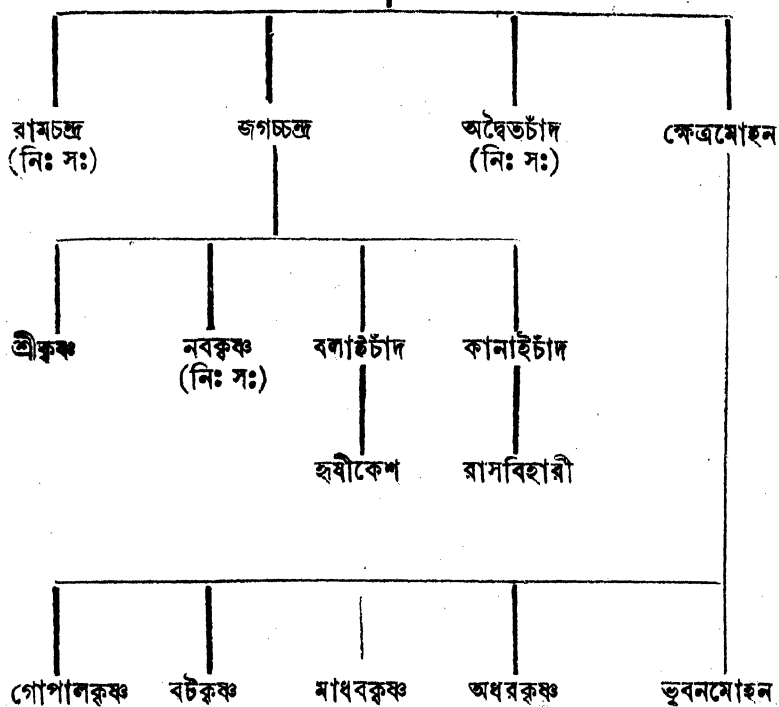 রামচন্দ্র জগচ্চন্দ্র অদ্বৈতচাঁদ ক্ষেত্রমোহন
(নিঃ সঃ) (নিঃ সঃ)
শ্রীকৃষ্ণ নবকৃষ্ণ বলাইচাঁদ কানাইচাঁদ
(নিঃ সঃ)
হৃষীকেশ রাসবিহারী
গোপালকৃষ্ণ বটকৃষ্ণ মাধবকৃষ্ণ অধরকৃষ্ণ ভূবনমোহন